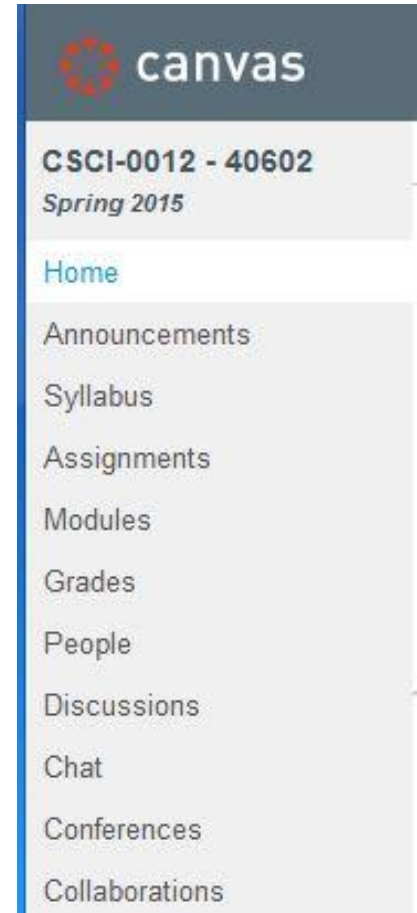 canvas
CSCI-0012 - 40602
Spring 2015
Home
Announcements
Syllabus
Assignments
Modules
Grades
People
Discussions
Chat
Conferences
Collaborations